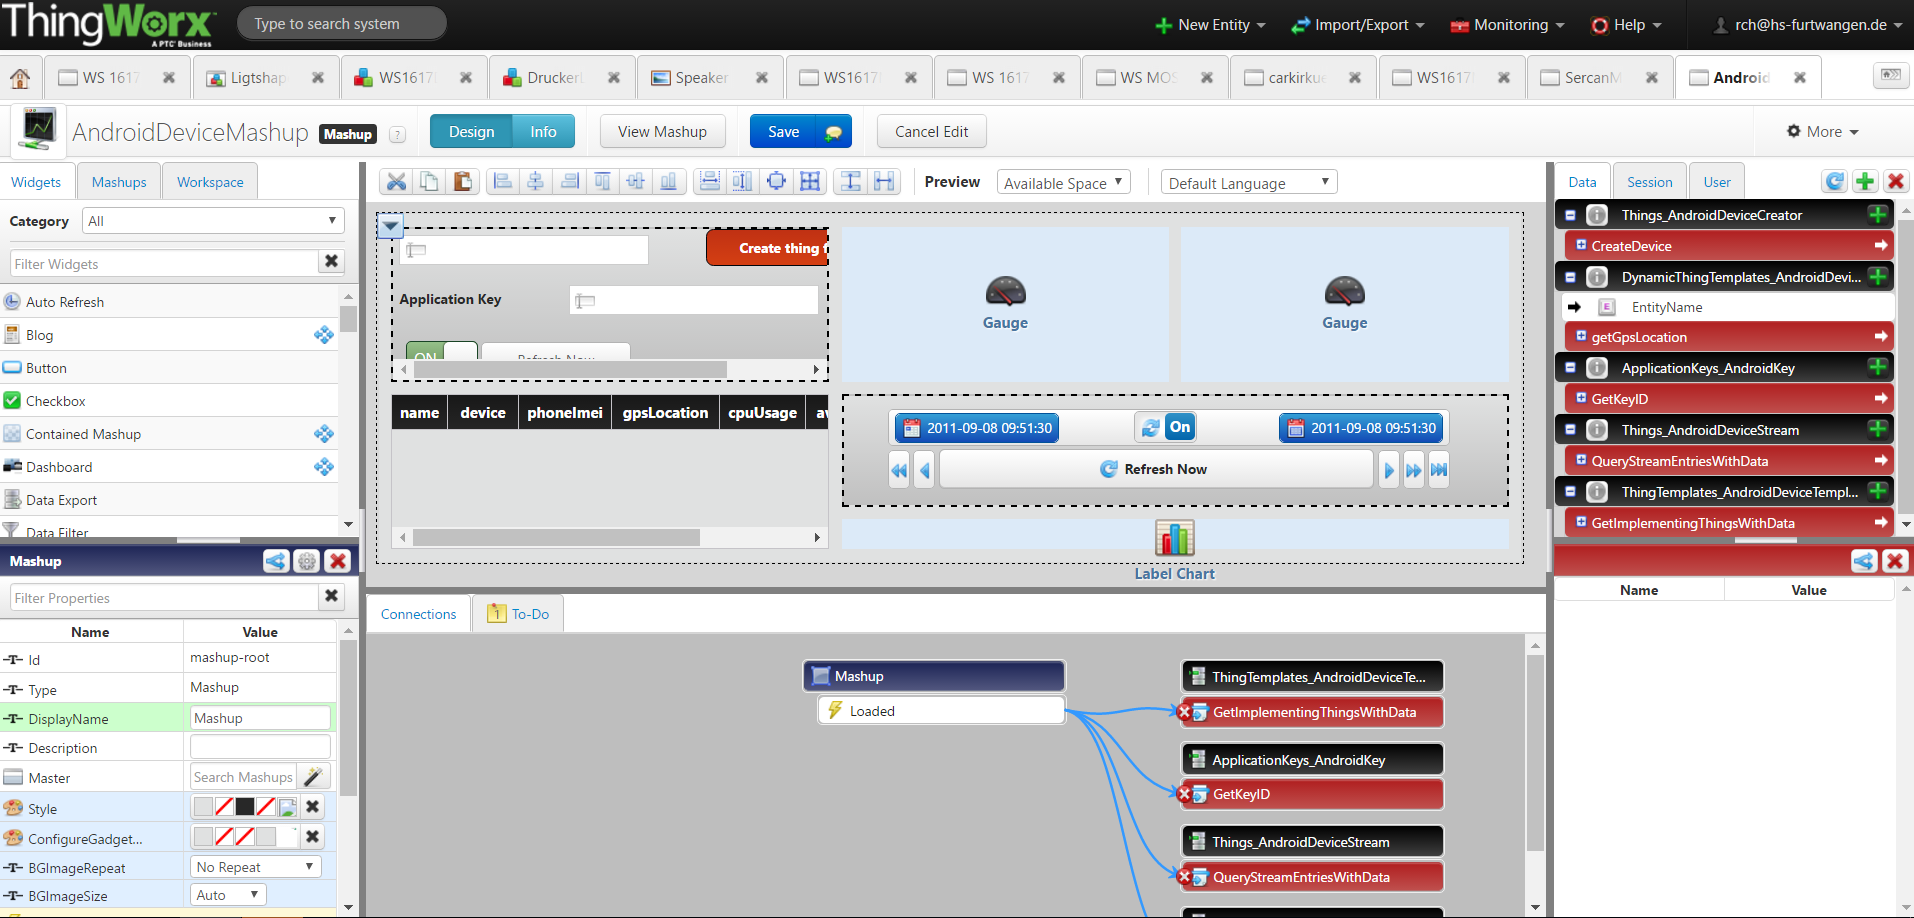 ThingWorx
A PTC Business
Type to search system
New Entity
Import/Export
Monitoring
Help
rch@hs-furtwangen.de
WS 1617
Ligtshap
WS1617
Drucker
Speaker
WS1617
WS 1617
WS MOS
carkirkue
WS1617
SercanM
Android
AndroidDeviceMashup
Mashup
?
Design
Info
View Mashup
Save
Cancel Edit
More
Widgets
Mashups
Workspace
Category
All
Filter Widgets
Auto Refresh
Blog
Button
Checkbox
Contained Mashup
Dashboard
Data Export
Data Filter
Mashup
Filter Properties
Name Value
Id mashup-root
Type Mashup
DisplayName Mashup
Description
Master Search Mashups
Style
ConfigureGadget...
BGImageRepeat No Repeat
BGImageSize Auto
Preview
Available Space
Default Language
Create thing f
Application Key
ON
Refresh Now
Gauge
Gauge
name device phoneImei gpsLocation cpuUsage av
2011-09-08 09:51:30
On
2011-09-08 09:51:30
Refresh Now
Label Chart
Connections
1 To-Do
Mashup
Loaded
ThingTemplates_AndroidDeviceTe...
GetImplementingThingsWithData
ApplicationKeys_AndroidKey
GetKeyID
Things_AndroidDeviceStream
QueryStreamEntriesWithData
Data
Session
User
Things_AndroidDeviceCreator
CreateDevice
DynamicThingTemplates_AndroidDevi...
E EntityName
getGpsLocation
ApplicationKeys_AndroidKey
GetKeyID
Things_AndroidDeviceStream
QueryStreamEntriesWithData
ThingTemplates_AndroidDeviceTempl...
GetImplementingThingsWithData
Name Value